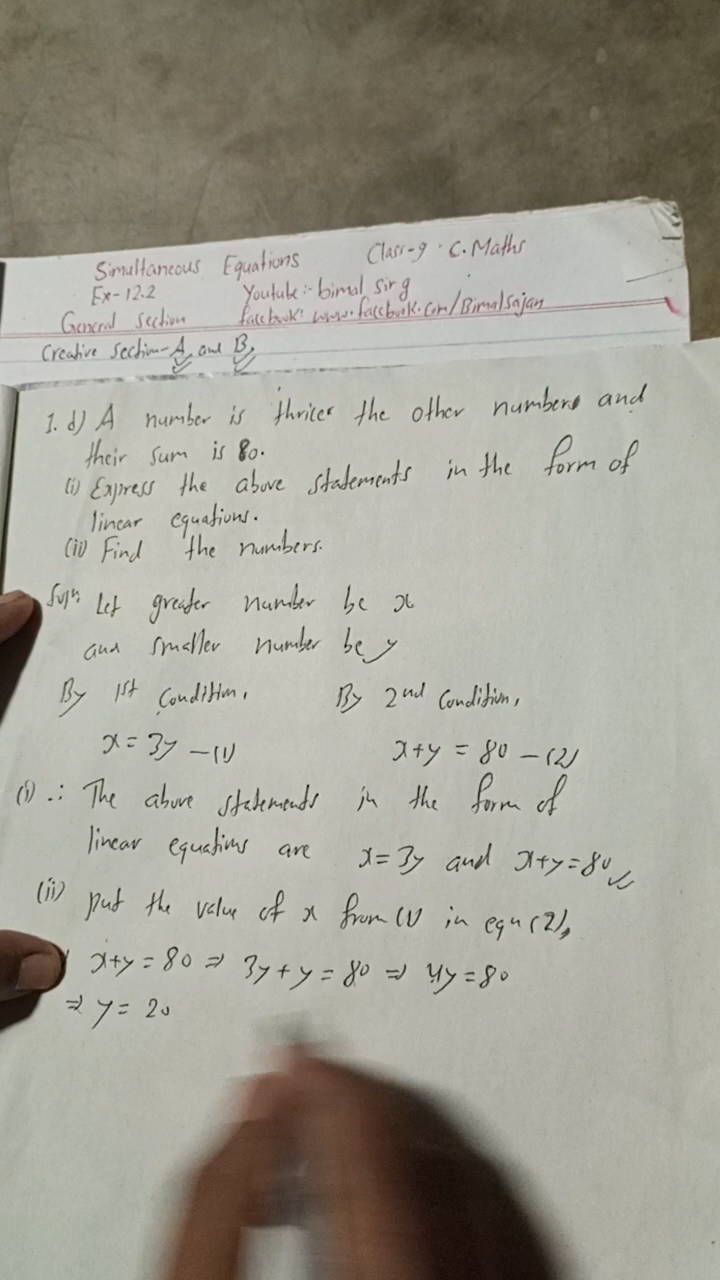 Simultaneous Equations Class-9 C. Maths
Ex-12.2 Youtube:- bimal sir g
General section facebook: www.facebook.com/Bimalsajan
Creative section-A and B,
1. d) A number is thrices the other numbers and
their sum is 80.
(i) Express the above statements in the form of
linear equations.
(ii) Find the numbers.
Solⁿ: Let greater number be x
and smaller number be y
By 1st condition, By 2nd condition,
x = 3y -(1) x+y = 80 -(2)
(i) ∴ The above statements in the form of
linear equations are x=3y and x+y=80
(ii) put the value of x from (1) in eqn (2),
x+y=80 ⇒ 3y+y=80 ⇒ 4y=80
⇒ y = 20